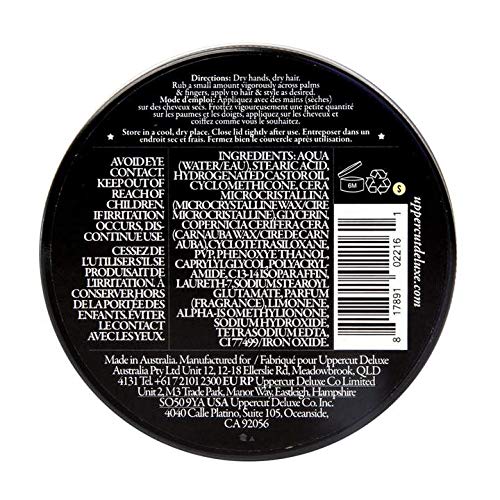 Directions: Dry hands, dry hair.
Rub a small amount vigorously across palms
& fingers, apply to hair & style as desired.
Mode d'emploi: Appliquez avec des mains (sèches)
sur des cheveux secs. Frottez vigoureusement une petite quantité
sur les paumes et les doigts, appliquez sur les cheveux et
coiffez comme vous le souhaitez.
Store in a cool, dry place. Close lid tightly after use. Entreposer dans un
endroit sec et frais. Fermez bien le couvercle après utilisation.
AVOID EYE
CONTACT.
KEEP OUT OF
REACH OF
CHILDREN
IF IRRITATION
OCCURS, DIS-
CONTINUE USE.
CESSEZ DE
L'UTILISER S'IL SE
PRODUISAIT DE
L'IRRITATION. À
CONSERVER HORS
DE LA PORTÉE DES
ENFANTS. ÉVITER
LE CONTACT
AVEC LES YEUX.
INGREDIENTS: AQUA
(WATER/EAU), STEARIC ACID,
HYDROGENATED CASTOR OIL,
CYCLOMETHICONE, CERA
MICROCRISTALLINA
(MICROCRYSTALLINE WAX/CIRE
MICROCRISTALLINE), GLYCERIN,
COPERNICIA CERIFERA CERA
(CARNAUBA WAX/CIRE DE CARN
AUBA), CYCLOTETRASILOXANE,
PVP, PHENOXYETHANOL,
CAPRYLYL GLYCOL, POLYACRYL
AMIDE, C13-14 ISOPARAFFIN,
LAURETH-7, SODIUM STEAROYL
GLUTAMATE, PARFUM
(FRAGRANCE), LIMONENE,
ALPHA-ISOMETHYL IONONE,
SODIUM HYDROXIDE,
TETRASODIUM EDTA,
CI 77499/IRON OXIDE.
6M
S
8 17891 02216 1
uppercutdeluxe.com
Made in Australia. Manufactured for / Fabriqué pour Uppercut Deluxe
Australia Pty Ltd Unit 12, 12-18 Ellerslie Rd, Meadowbrook, QLD
4131 Tel +61 7 2101 2300 EU RP Uppercut Deluxe Co Limited
Unit 2, M3 Trade Park, Manor Way, Eastleigh, Hampshire
SO50 9YA USA Uppercut Deluxe Co Inc.
4040 Calle Platino, Suite 105, Oceanside,
CA 92056